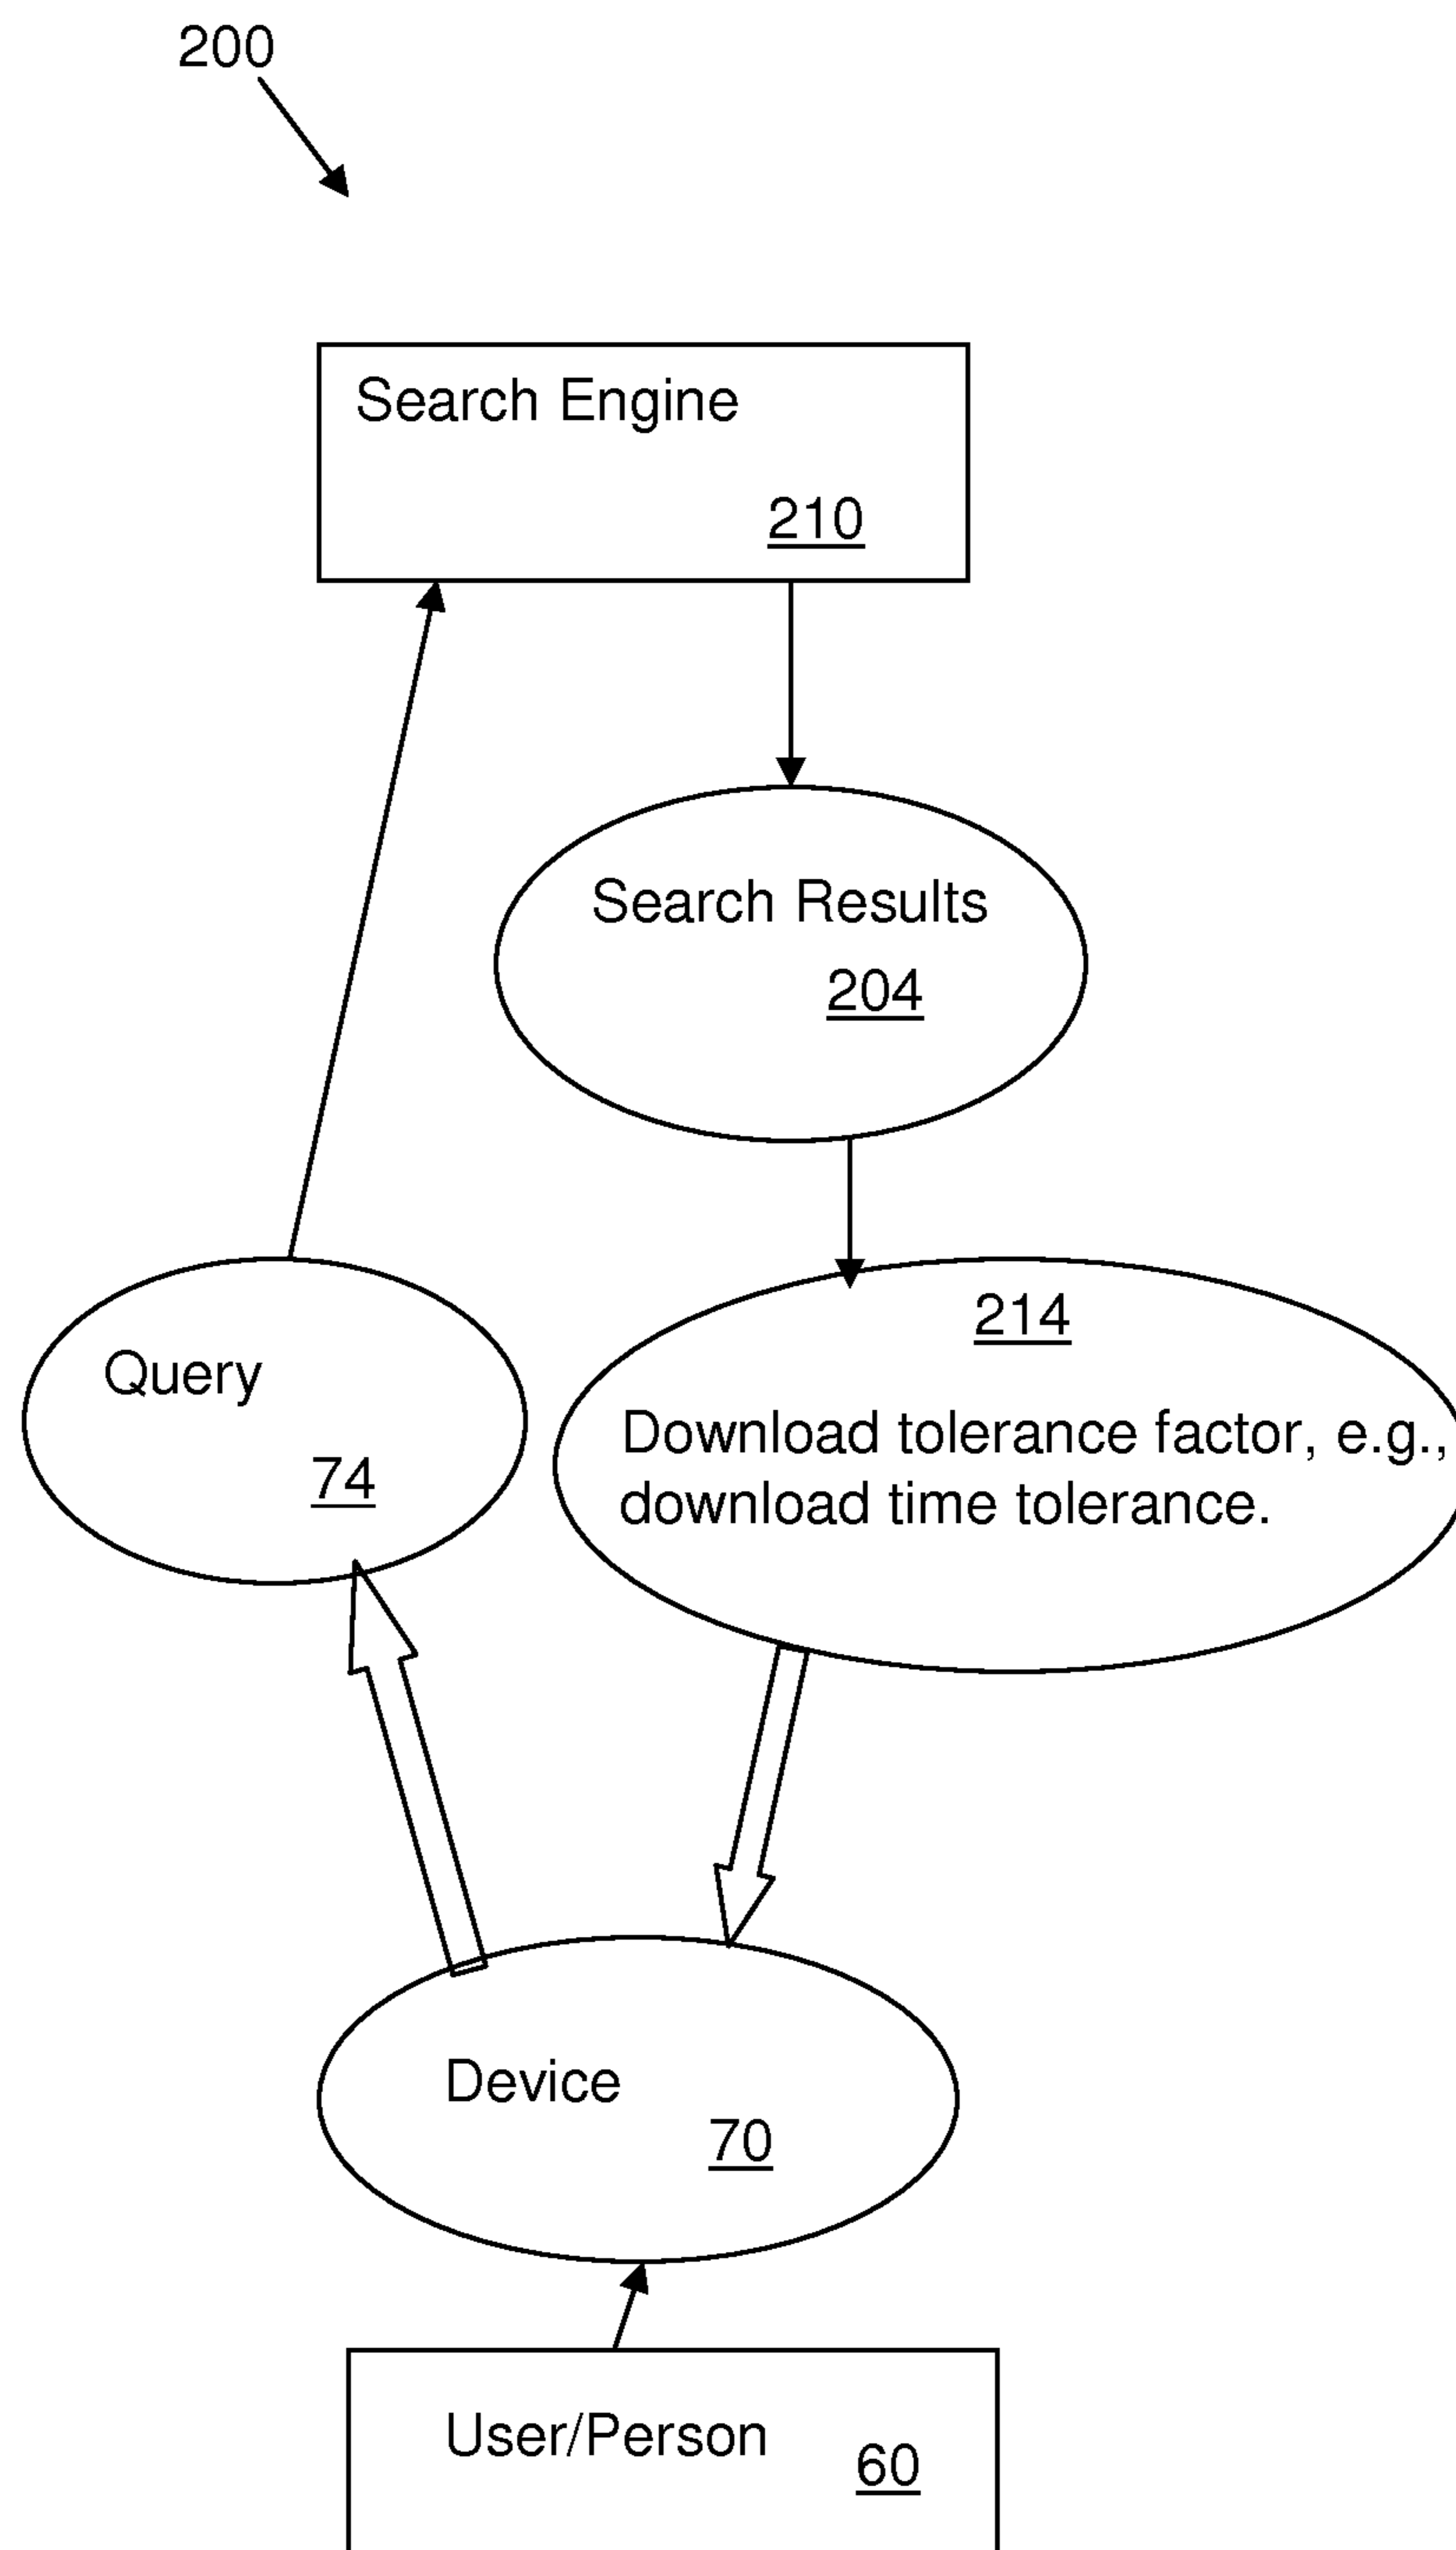 200
Search Engine
210
Search Results
204
Query
74
214
Download tolerance factor, e.g.,
download time tolerance.
Device
70
User/Person
60